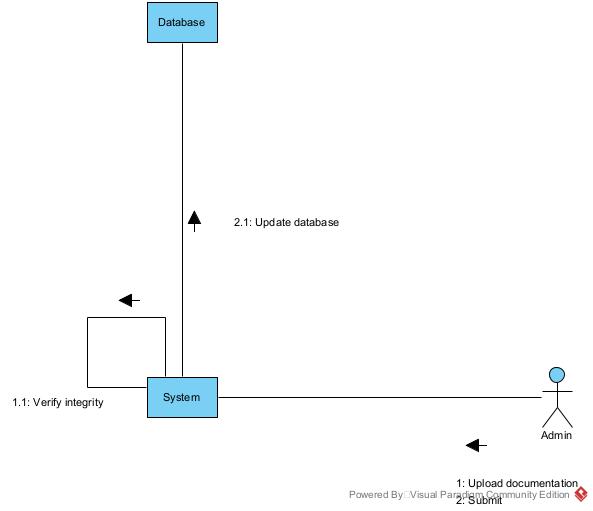 Database
2.1: Update database
System
1.1: Verify integrity
Admin
1: Upload documentation
Powered By Visual Paradigm Community Edition
2: Submit